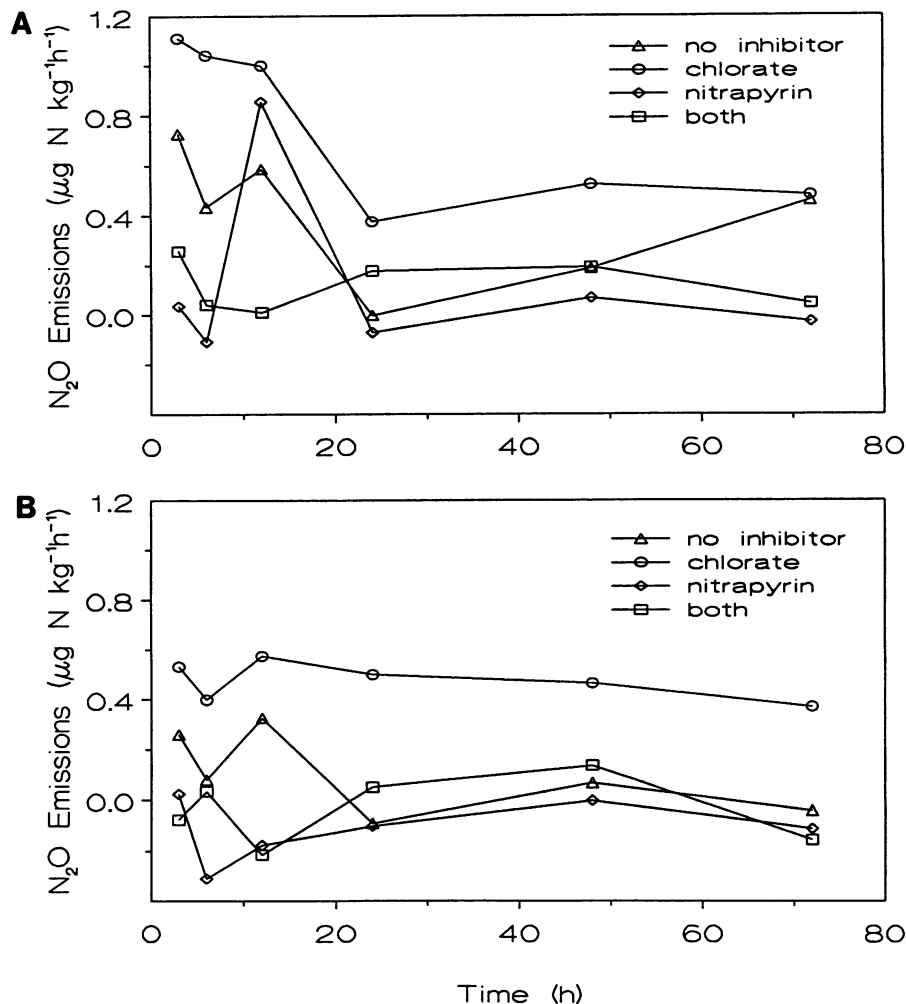 A
N₂O Emissions (μg N kg⁻¹h⁻¹)
1.2
0.8
0.4
0.0
no inhibitor
chlorate
nitrapyrin
both
0 20 40 60 80
B
N₂O Emissions (μg N kg⁻¹h⁻¹)
1.2
0.8
0.4
0.0
no inhibitor
chlorate
nitrapyrin
both
0 20 40 60 80
Time (h)